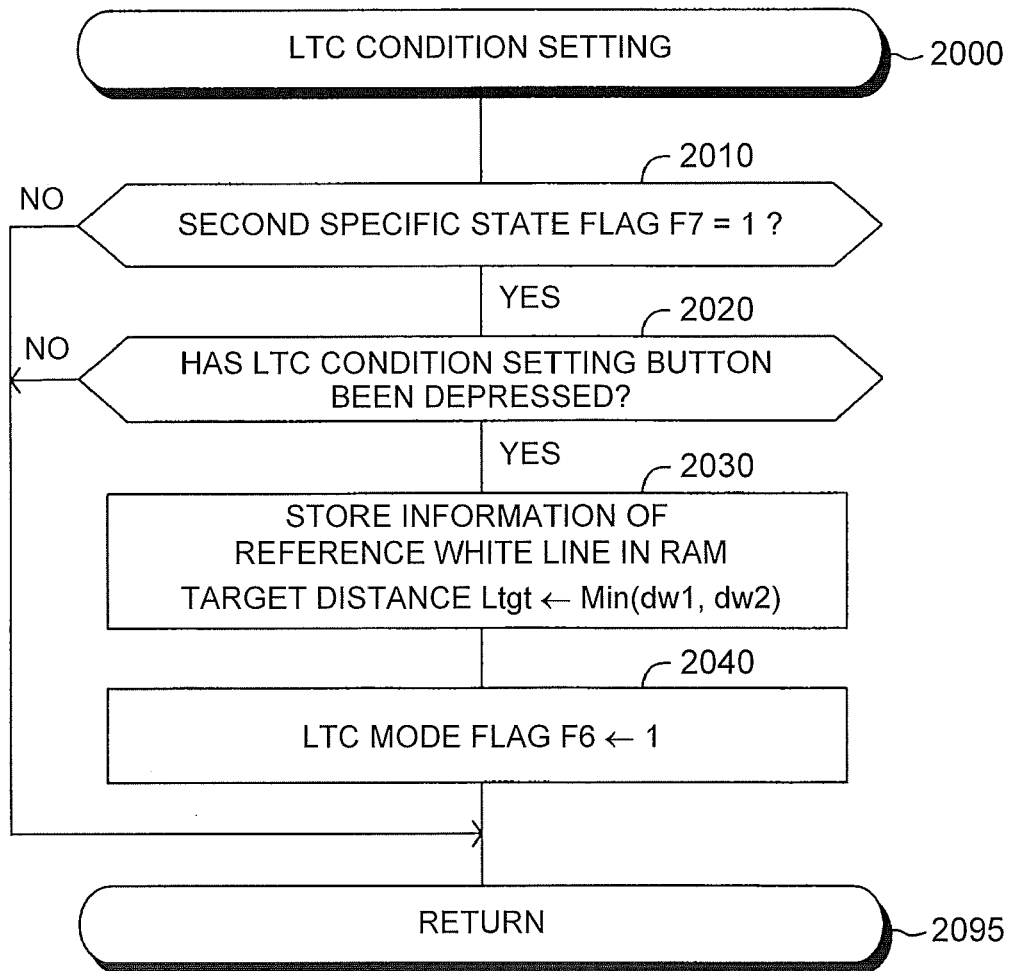 LTC CONDITION SETTING
2000
2010
NO
SECOND SPECIFIC STATE FLAG F7 = 1 ?
YES
2020
NO
HAS LTC CONDITION SETTING BUTTON
BEEN DEPRESSED?
YES
2030
STORE INFORMATION OF
REFERENCE WHITE LINE IN RAM
TARGET DISTANCE Ltgt ← Min(dw1, dw2)
2040
LTC MODE FLAG F6 ← 1
RETURN
2095